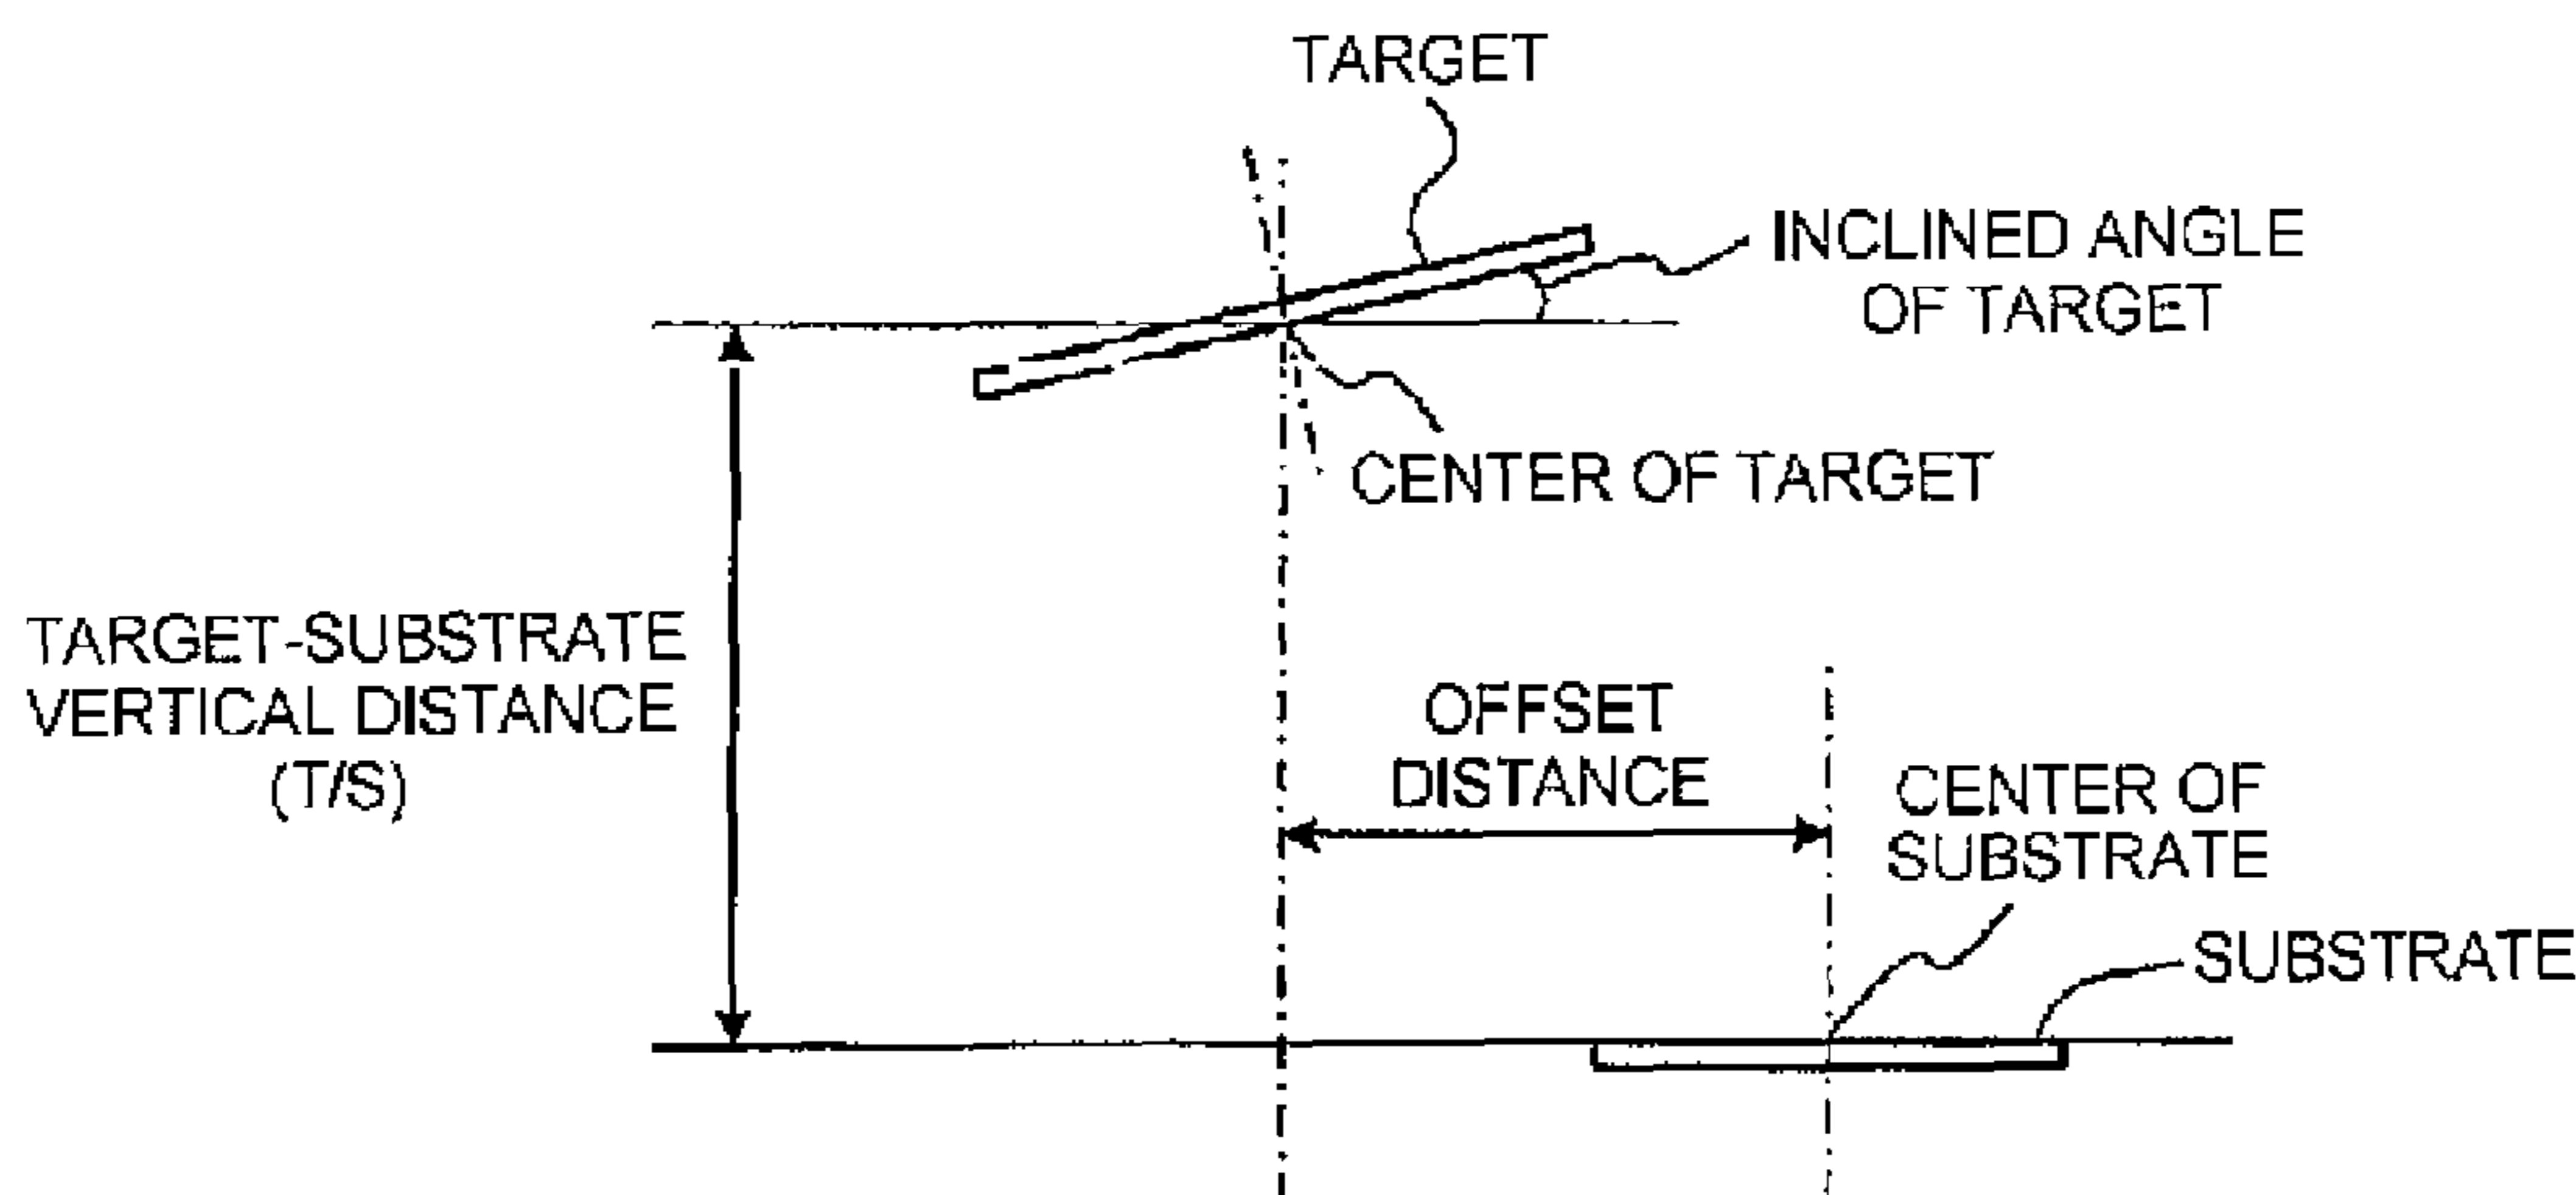 TARGET
INCLINED ANGLE
OF TARGET
CENTER OF TARGET
TARGET-SUBSTRATE
VERTICAL DISTANCE
(T/S)
OFFSET
DISTANCE
CENTER OF
SUBSTRATE
SUBSTRATE